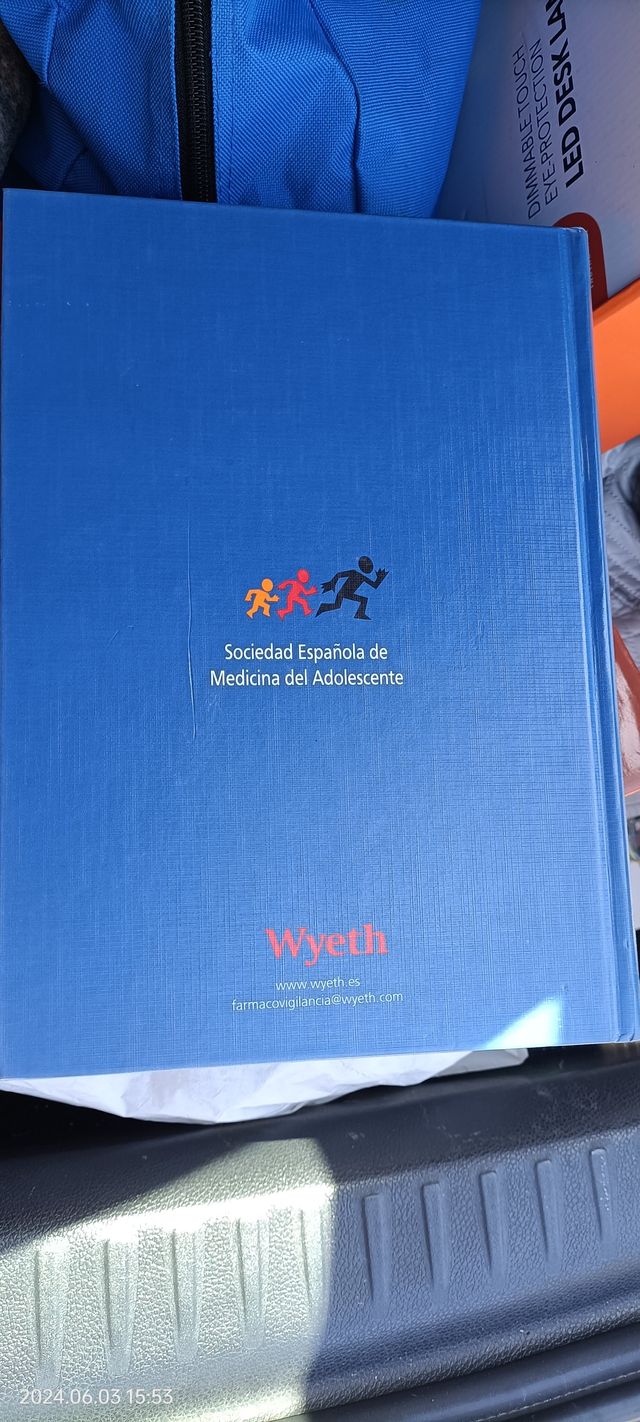 DIMMABLE TOUCH
EYE-PROTECTION
LED DESK
Sociedad Española de
Medicina del Adolescente
Wyeth
www.wyeth.es
farmacovigilancia@wyeth.com
2024.06.03 15:53